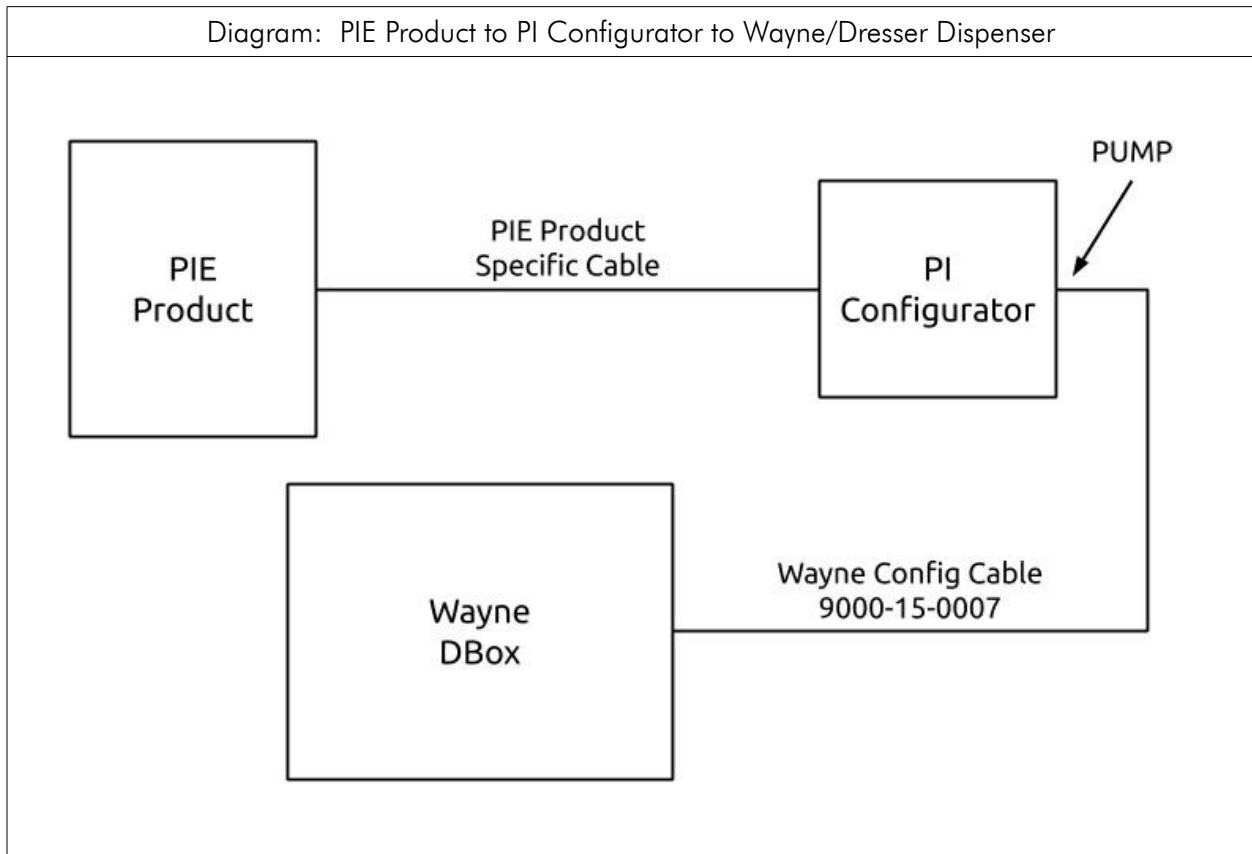 Diagram: PIE Product to PI Configurator to Wayne/Dresser Dispenser
PUMP
PIE Product
Specific Cable
PIE
Product
PI
Configurator
Wayne Config Cable
9000-15-0007
Wayne
DBox